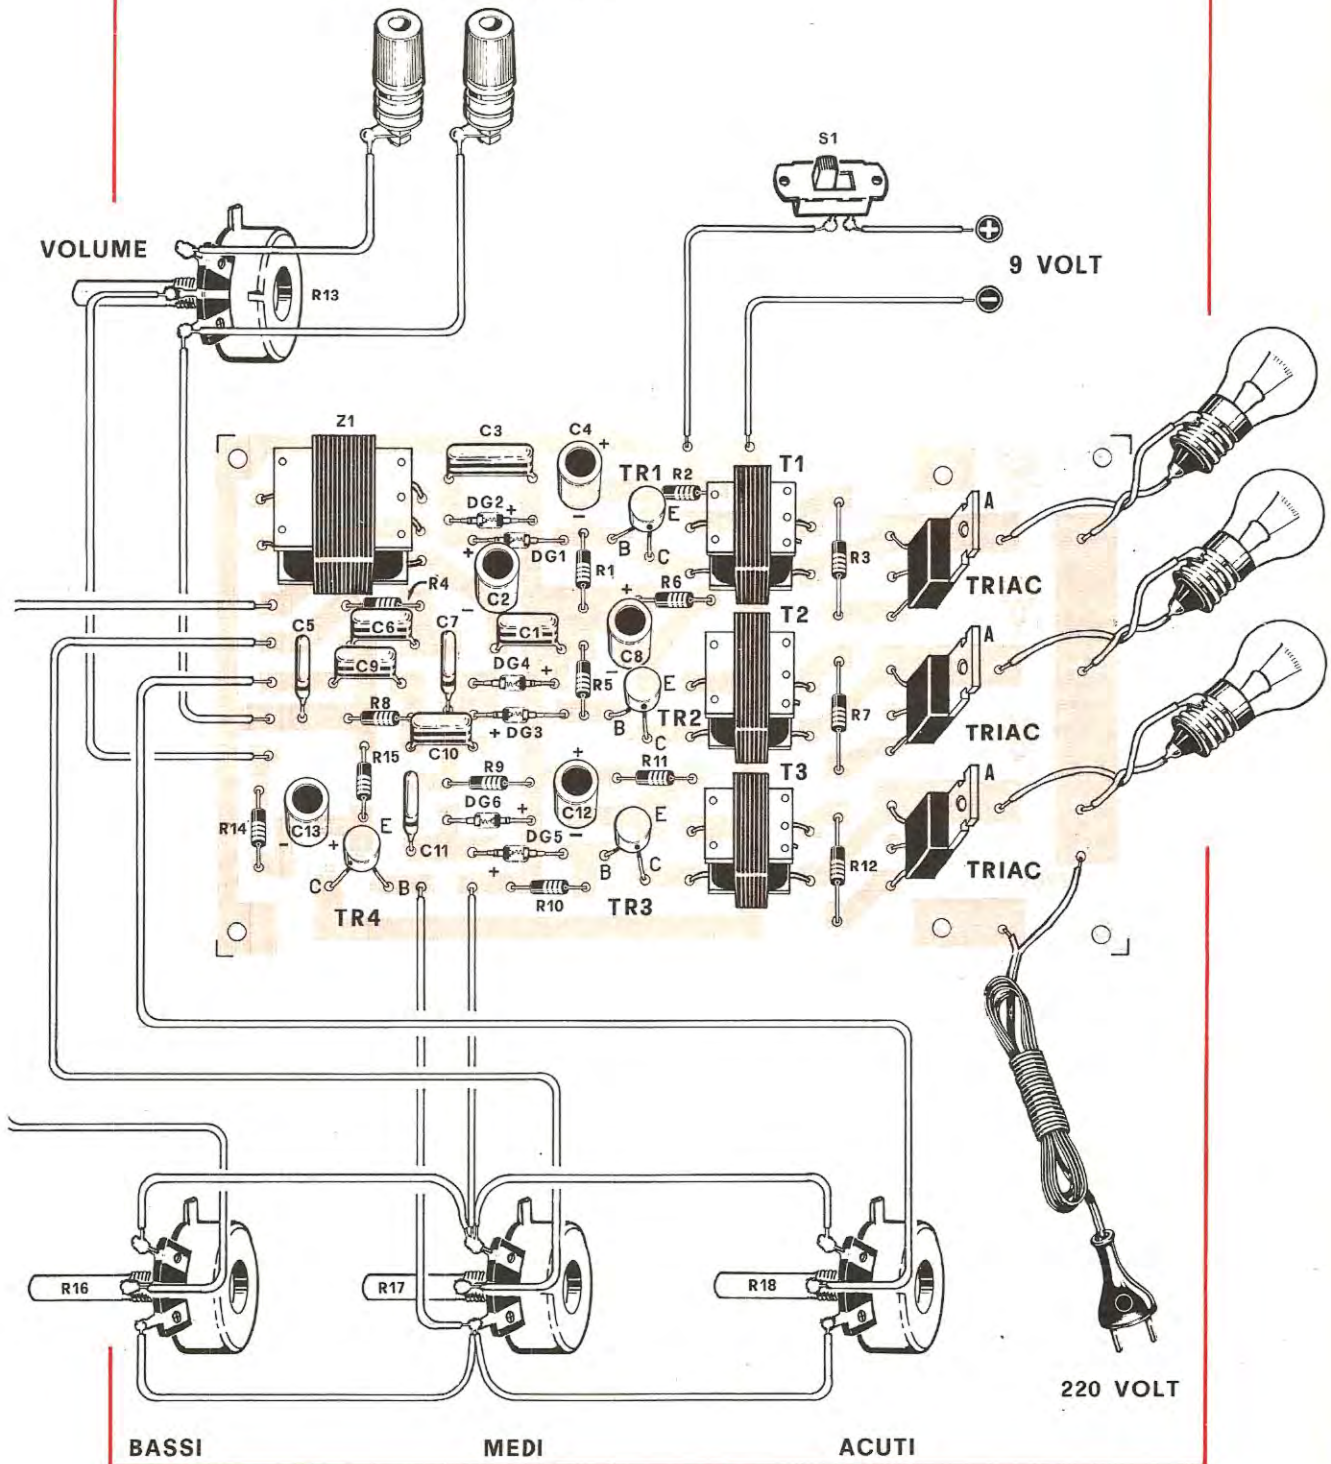 S1
+
VOLUME
9 VOLT
R13
-
Z1
C3
C4
+
TR1
R2
T1
DG2
+
E
A
-
B
C
DG1
R1
R3
+
C2
R6
TRIAC
R4
+
T2
C5
C6
C7
-
C1
C8
A
C9
DG4
+
-
E
R5
B
R7
R8
+
DG3
TR2
C
TRIAC
C10
+
R15
R9
R11
T3
A
DG6
+
C12
R14
C13
E
DG5
-
E
-
+
C11
+
B
C
R12
TRIAC
C
B
R10
TR4
TR3
R16
R17
R18
220 VOLT
BASSI
MEDI
ACUTI